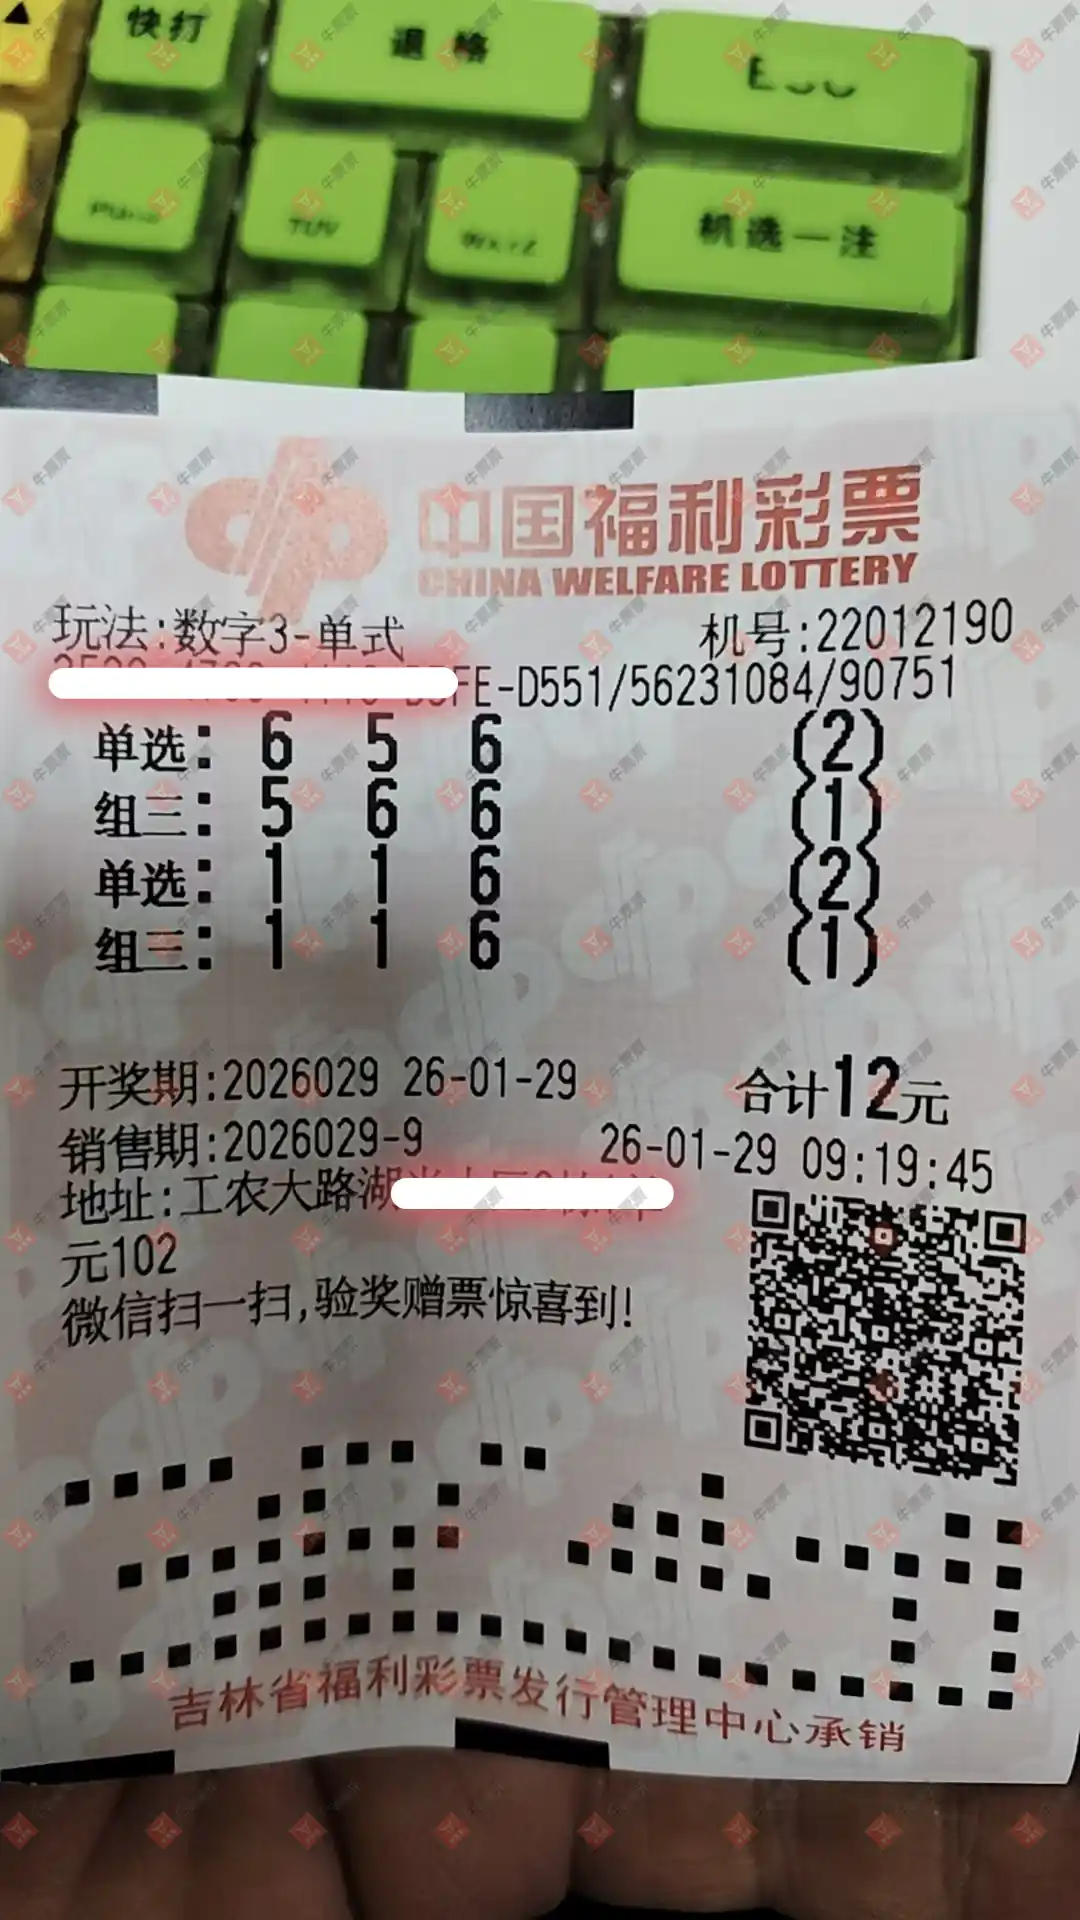 快打
退 格
机选一注
TUV
中国福利彩票
CHINA WELFARE LOTTERY
玩法:数字3-单式
机号:22012190
FE-D551/56231084/90751
单选: 6 5 6 (2)
组三: 5 6 6 (1)
单选: 1 1 6 (2)
组三: 1 1 6 (1)
开奖期:2026029 26-01-29
合计12元
销售期:2026029-9
26-01-29 09:19:45
地址:工农大路湖
元102
微信扫一扫,验奖赠票惊喜到!
吉林省福利彩票发行管理中心承销
牛票票